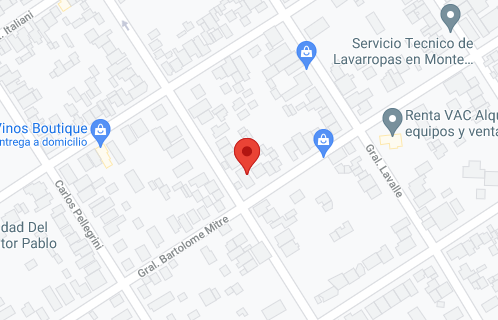 . Italiani
Servicio Tecnico de
Lavarropas en Monte...
Renta VAC Alqu
equipos y venta
Vinos Boutique
ntrega a domicilio
Gral. Lavalle
Carlos Pellegrini
Gral. Bartolome Mitre
dad Del
tor Pablo